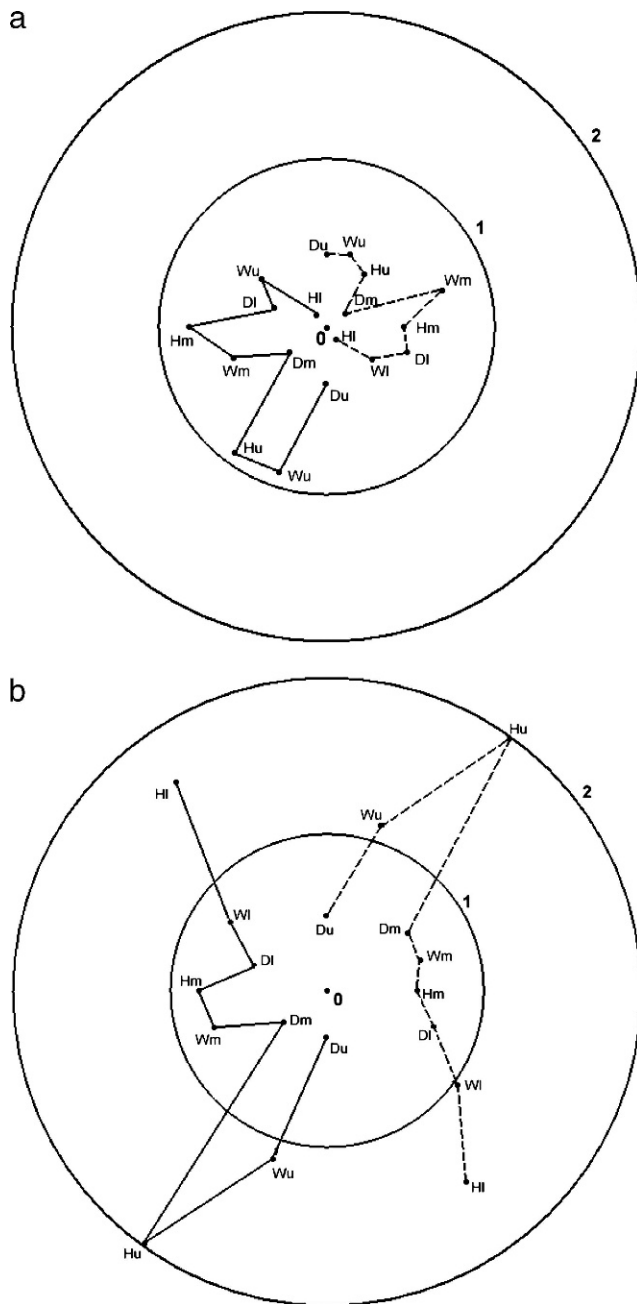 a
2
1
Du Wu
Wu Hu
Wm
Dl Hl Dm
Hm 0 Hl Hm
Wm Dm Wl Dl
Du
Hu
Wu
b
Hu
2
Hl
Wu
1
Wl Du Dm
Dl Wm
Hm 0 Hm
Wm Dm Dl
Du
Wl
Wu
Hl
Hu